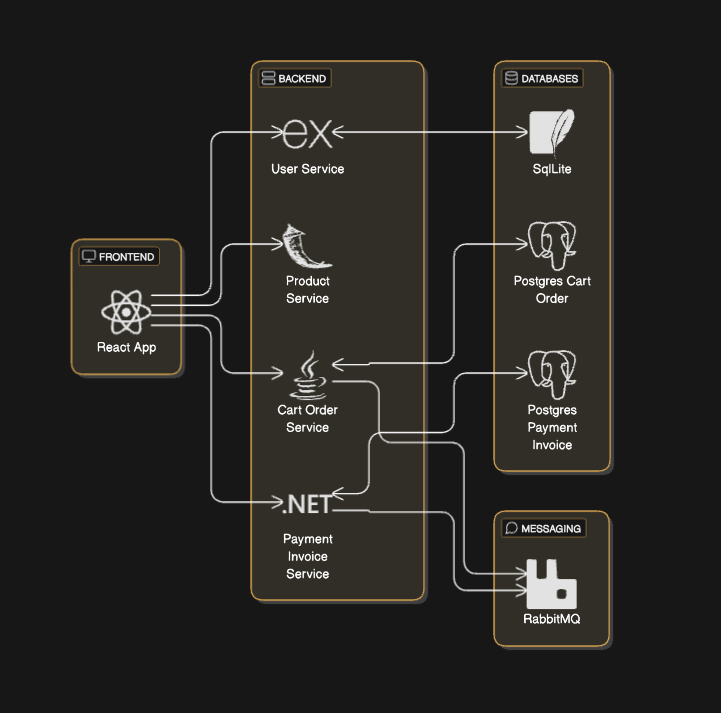 BACKEND
DATABASES
ex
User Service
SqlLite
FRONTEND
React App
Product
Service
Postgres Cart
Order
Cart Order
Service
Postgres
Payment
Invoice
.NET
Payment
Invoice
Service
MESSAGING
RabbitMQ